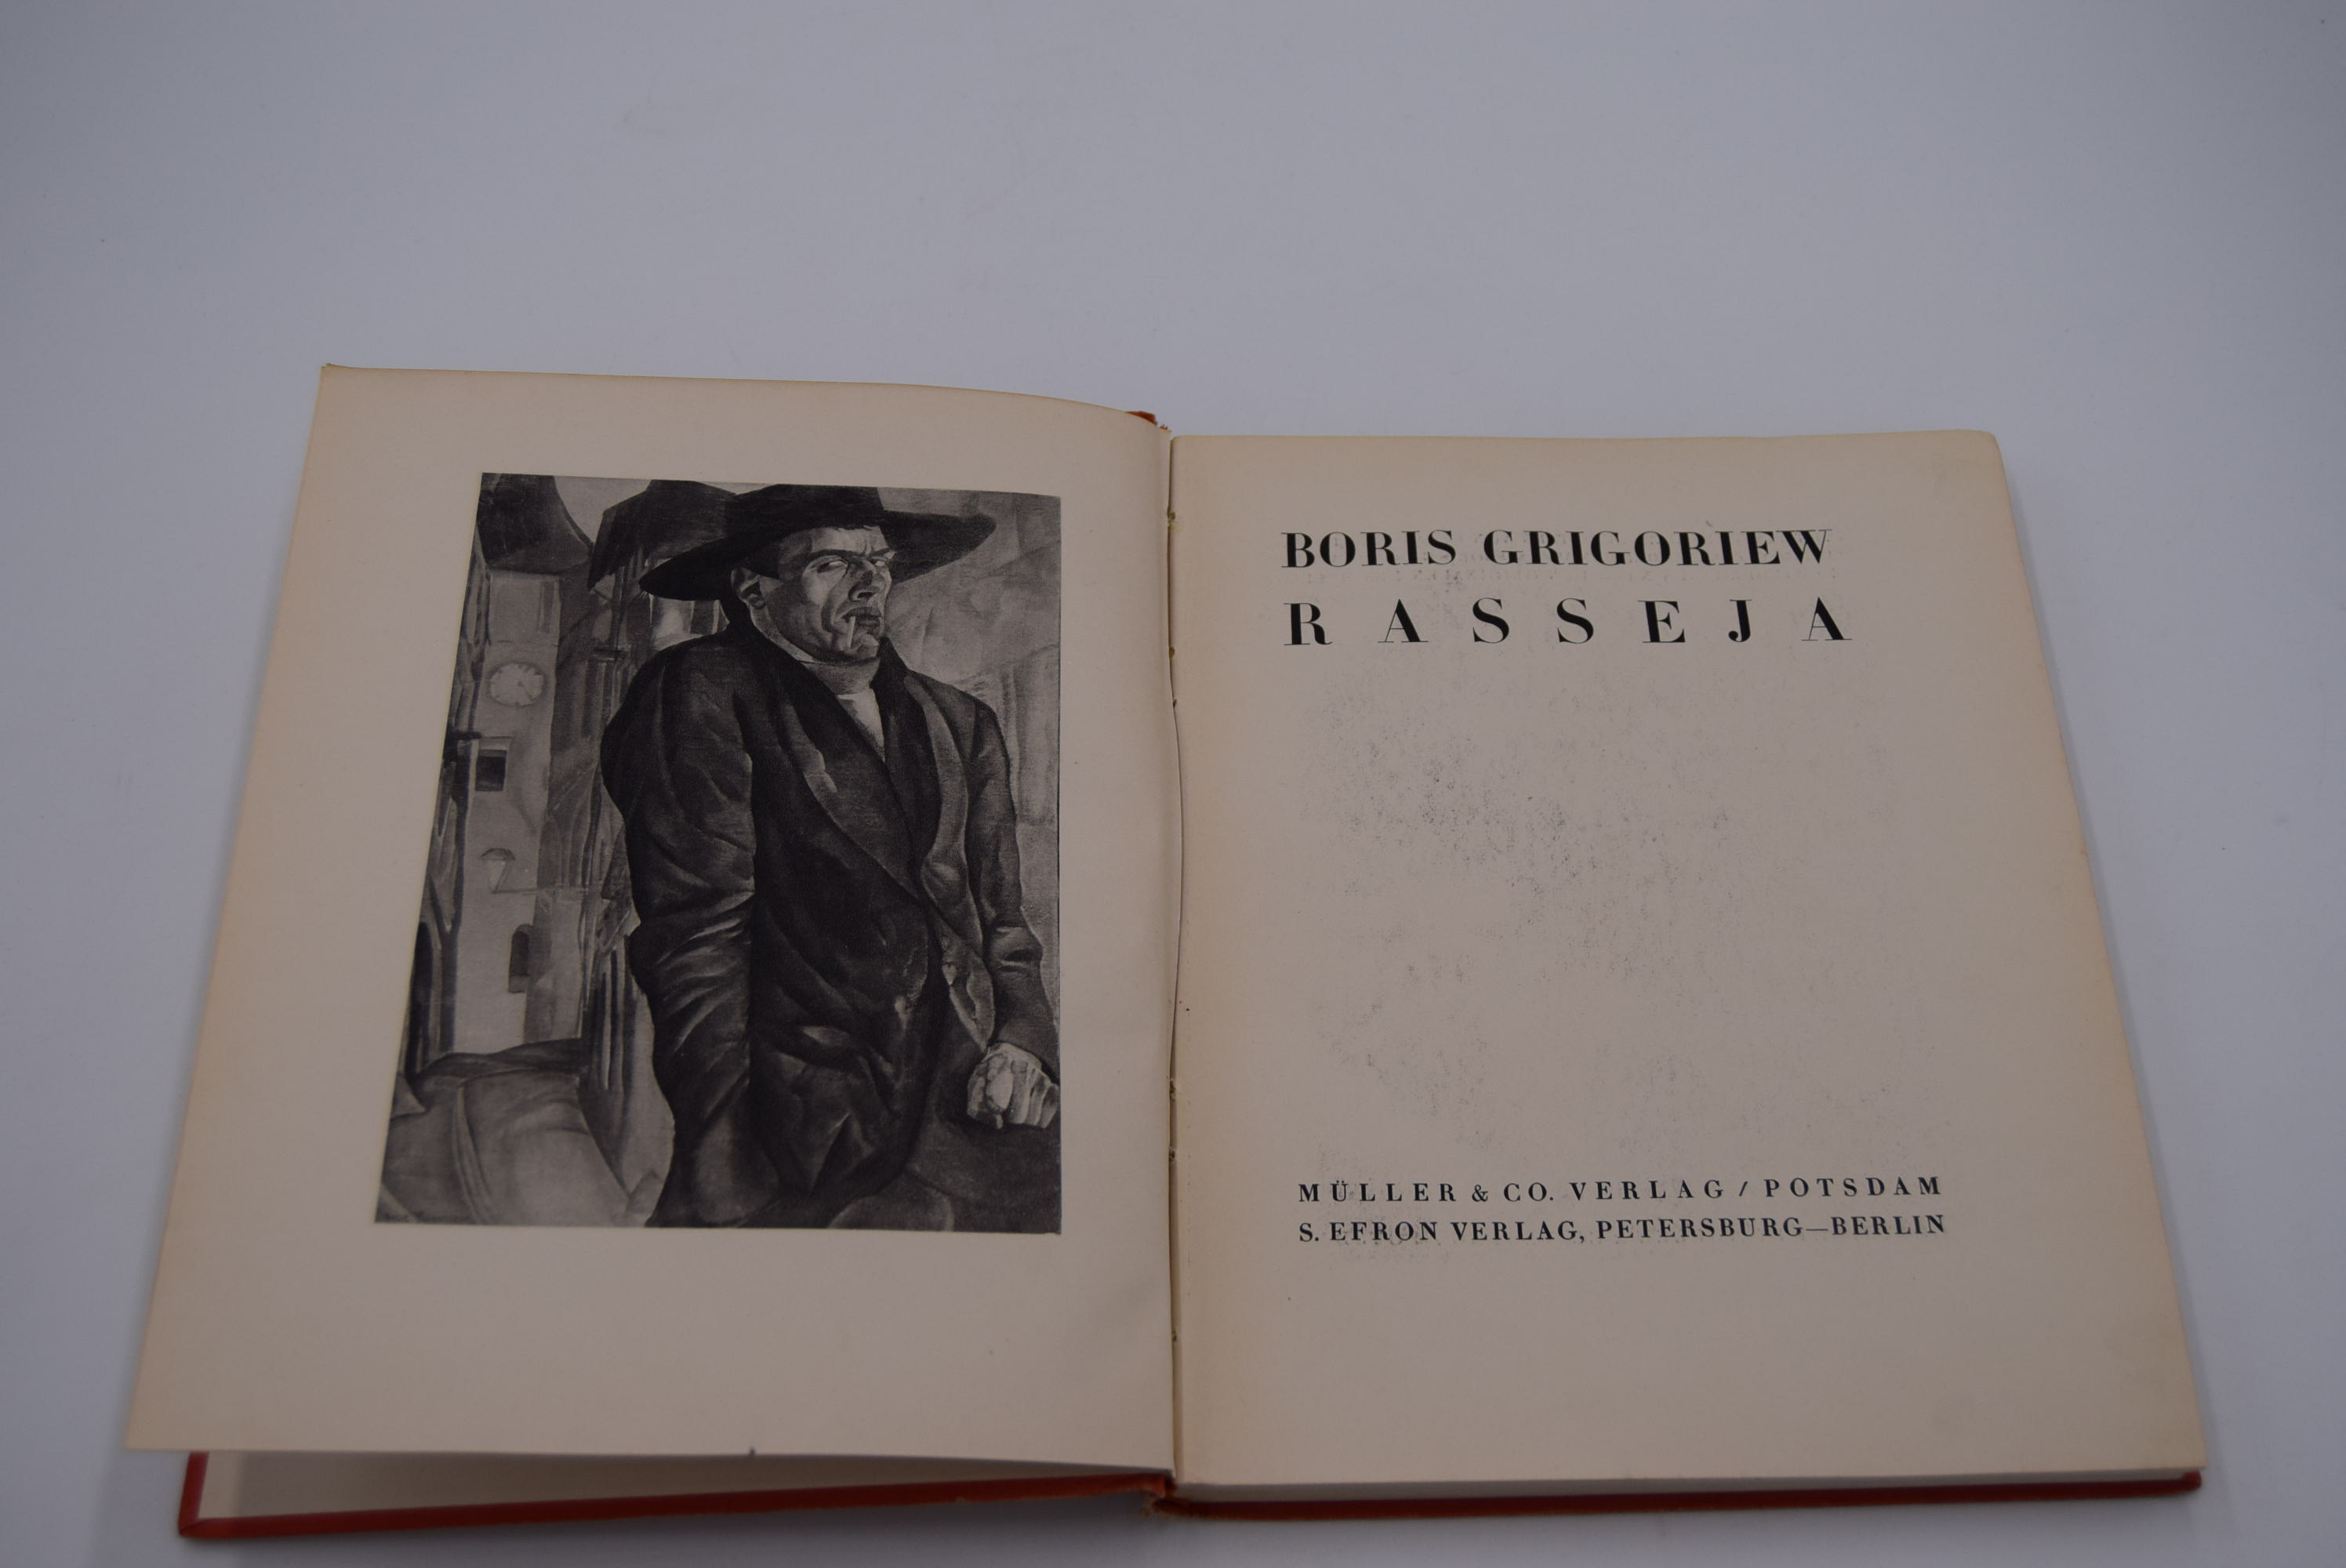 BORIS GRIGORIEW
RASSEJA
MÜLLER & CO. VERLAG / POTSDAM
S. EFRON VERLAG, PETERSBURG—BERLIN